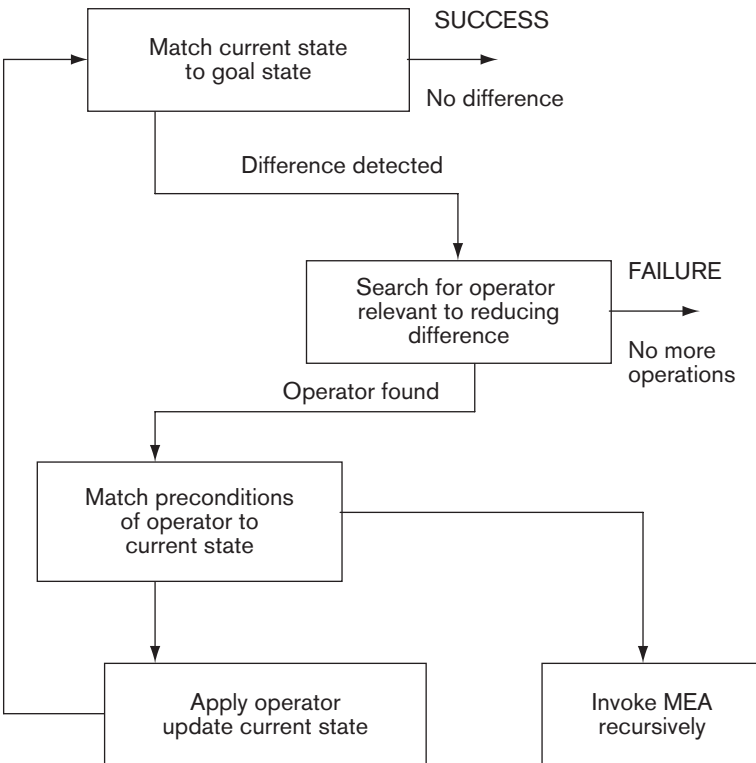 SUCCESS
Match current state
to goal state
No difference
Difference detected
FAILURE
Search for operator
relevant to reducing
difference
No more
operations
Operator found
Match preconditions
of operator to
current state
Apply operator
update current state
Invoke MEA
recursively